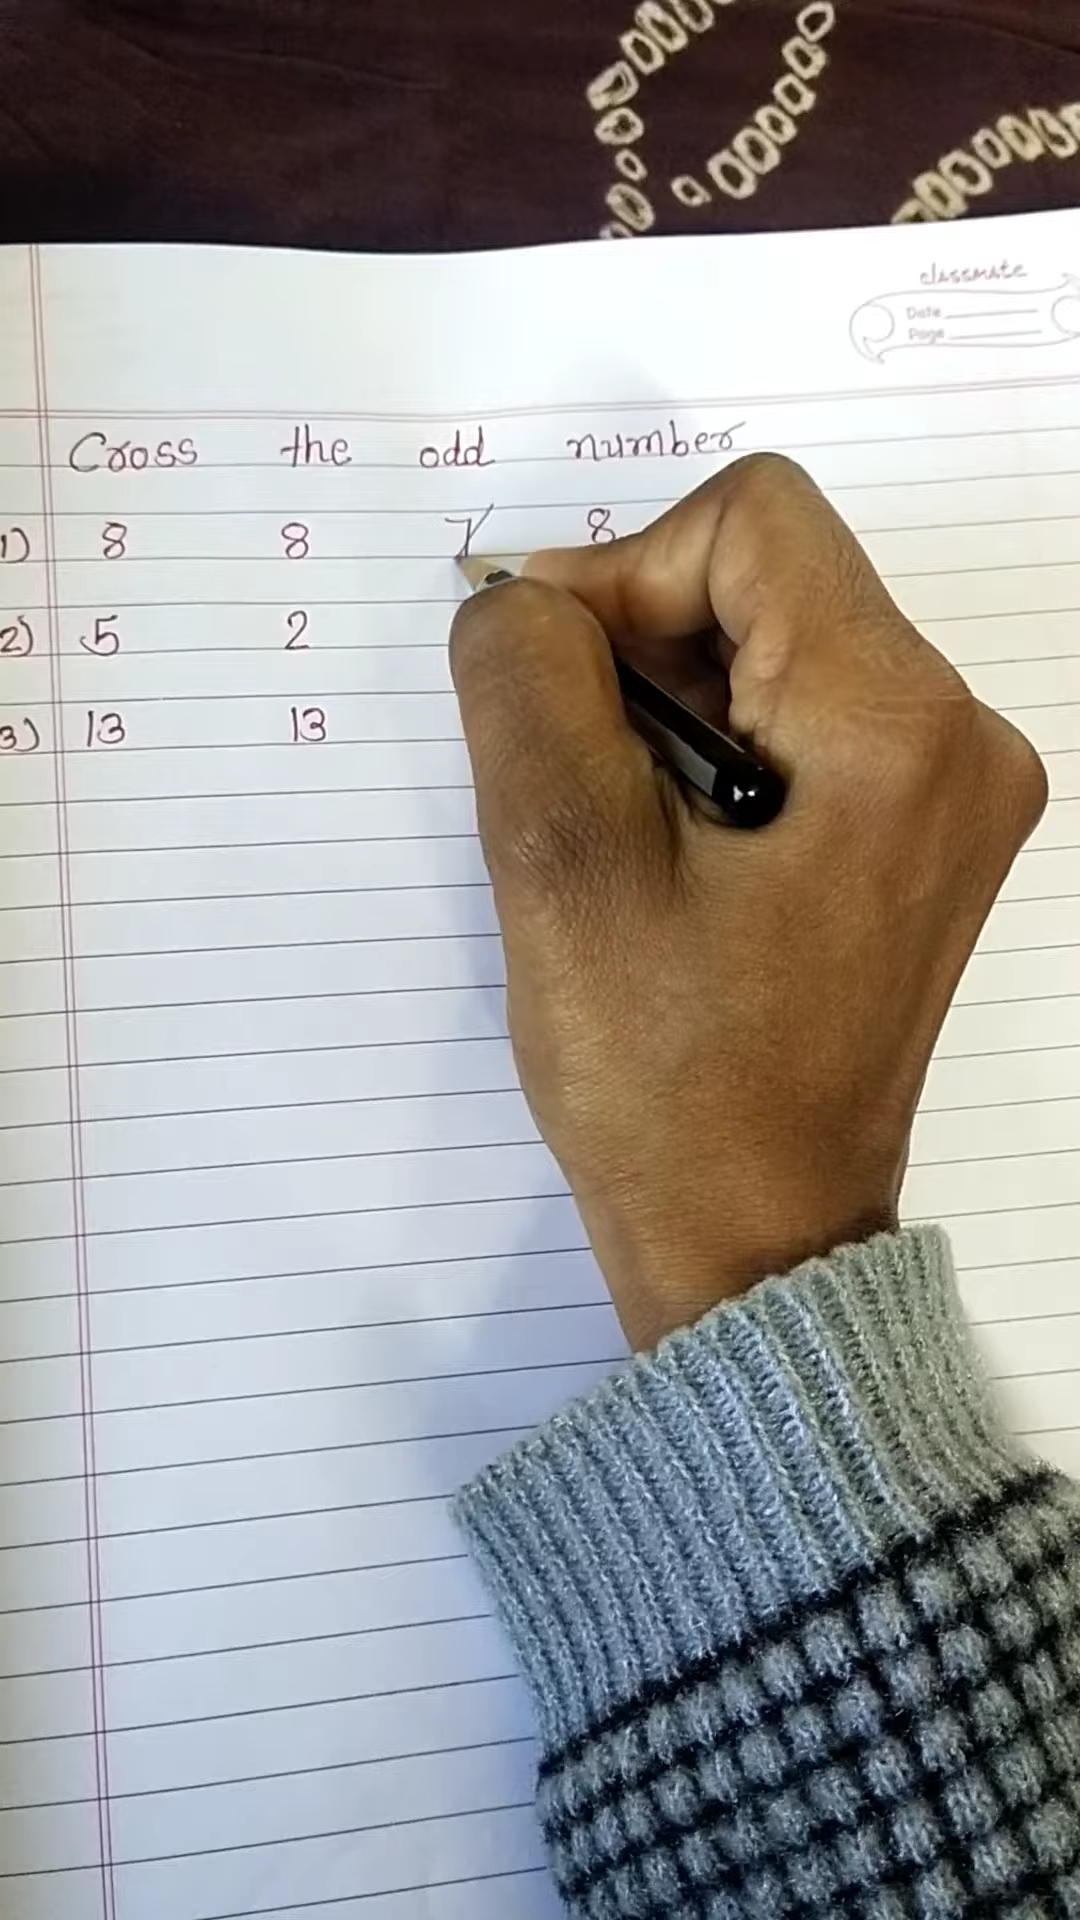 classmate
Date
Page
Cross the odd number
1) 8 8 7 8
2) 5 2
3) 13 13